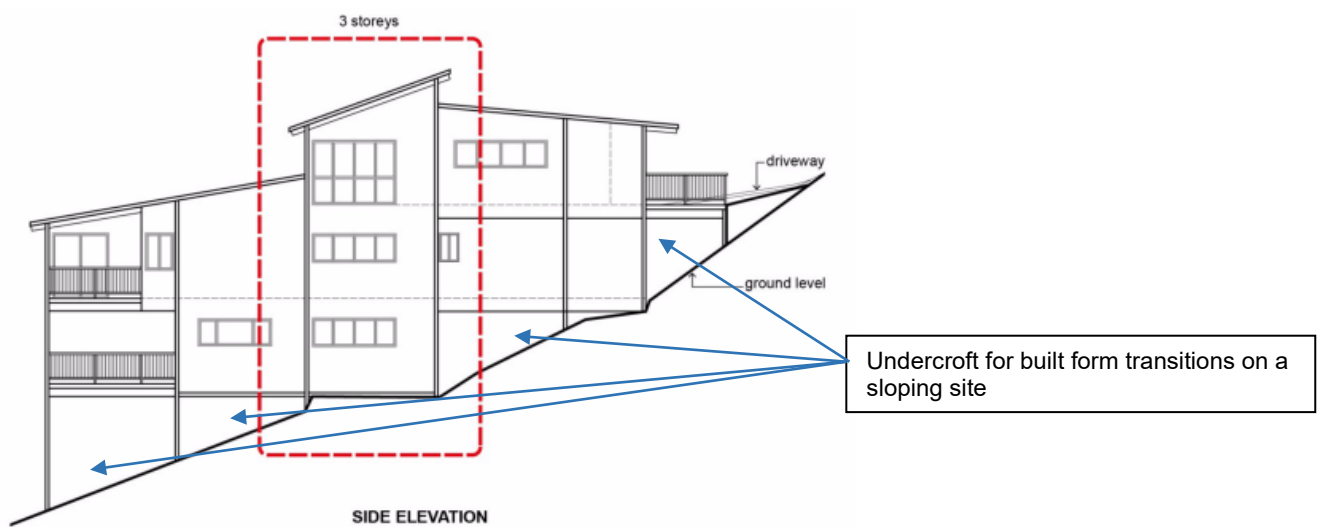 3 storeys
driveway
ground level
Undercroft for built form transitions on a
sloping site
SIDE ELEVATION